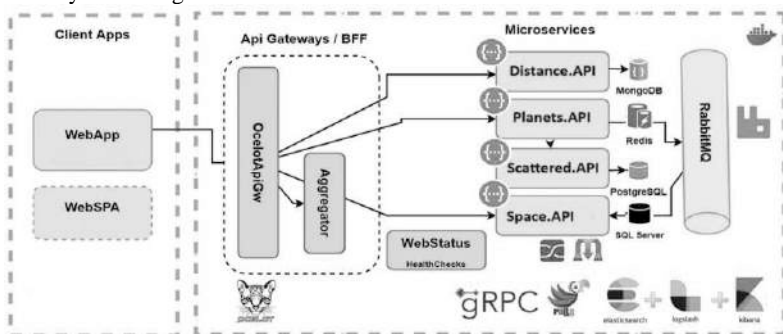 Client Apps
Api Gateways / BFF
Microservices
WebApp
WebSPA
OcelotApiGw
Aggregator
WebStatus
HealthChecks
Distance.API
MongoDB
Planets.API
Redis
Scattered.API
PostgreSQL
Space.API
SQL Server
RabbitMQ
OCELOT
gRPC
elasticsearch
+
logstash
+
kibana